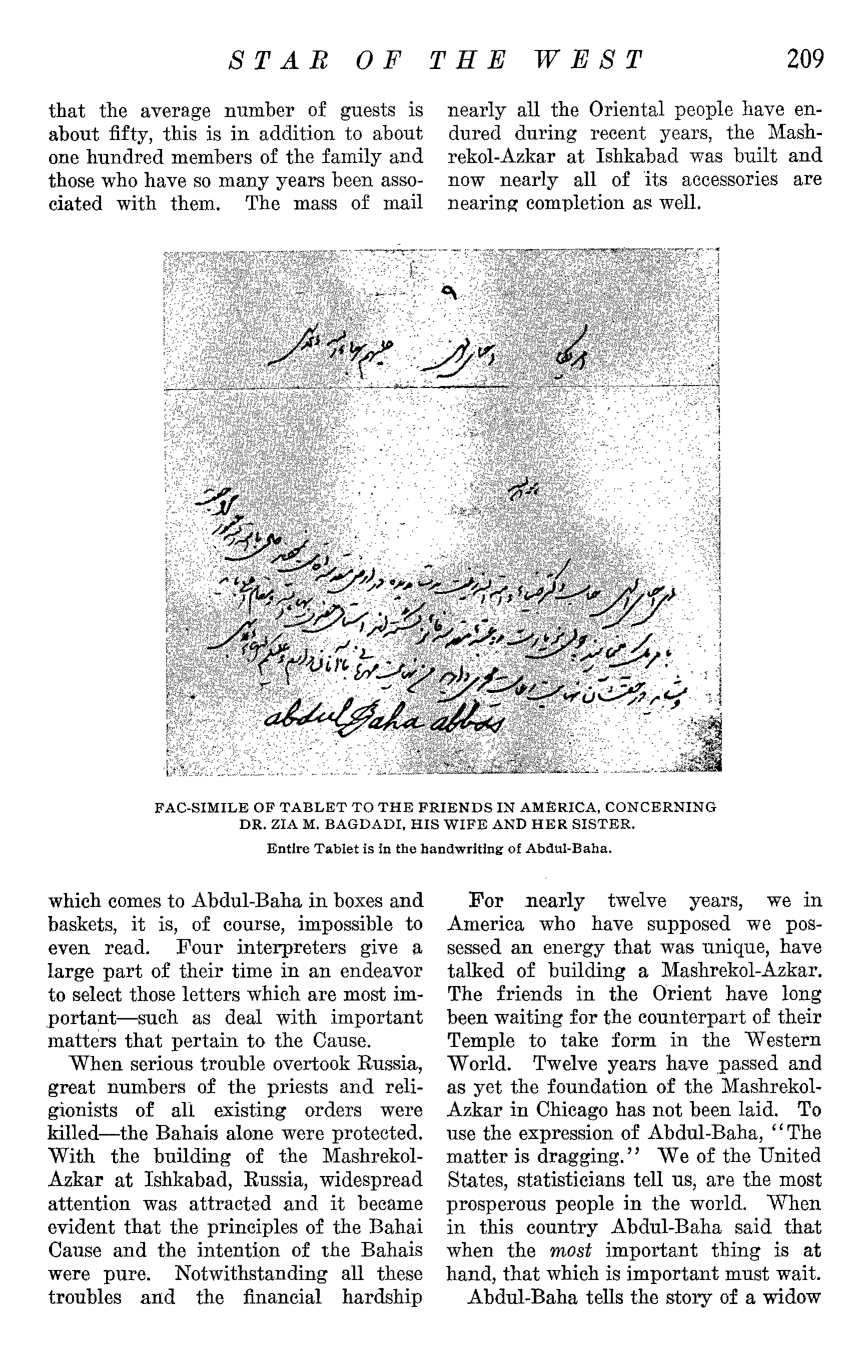 STAR OF THE WEST 209
that the average number of guests is
about fifty, this is in addition to about
one hundred members of the family and
those who have so many years been asso-
ciated with them. The mass of mail
nearly all the Oriental people have en-
dured during recent years, the Mash-
rekol-Azkar at Ishkabad was built and
now nearly all of its accessories are
nearing completion as well.
٩
abdul Baha abbas
FAC-SIMILE OF TABLET TO THE FRIENDS IN AMERICA, CONCERNING
DR. ZIA M. BAGDADI, HIS WIFE AND HER SISTER.
Entire Tablet is in the handwriting of Abdul-Baha.
which comes to Abdul-Baha in boxes and
baskets, it is, of course, impossible to
even read. Four interpreters give a
large part of their time in an endeavor
to select those letters which are most im-
portant—such as deal with important
matters that pertain to the Cause.
When serious trouble overtook Russia,
great numbers of the priests and reli-
gionists of all existing orders were
killed—the Bahais alone were protected.
With the building of the Mashrekol-
Azkar at Ishkabad, Russia, widespread
attention was attracted and it became
evident that the principles of the Bahai
Cause and the intention of the Bahais
were pure. Notwithstanding all these
troubles and the financial hardship
For nearly twelve years, we in
America who have supposed we pos-
sessed an energy that was unique, have
talked of building a Mashrekol-Azkar.
The friends in the Orient have long
been waiting for the counterpart of their
Temple to take form in the Western
World. Twelve years have passed and
as yet the foundation of the Mashrekol-
Azkar in Chicago has not been laid. To
use the expression of Abdul-Baha, "The
matter is dragging." We of the United
States, statisticians tell us, are the most
prosperous people in the world. When
in this country Abdul-Baha said that
when the most important thing is at
hand, that which is important must wait.
Abdul-Baha tells the story of a widow